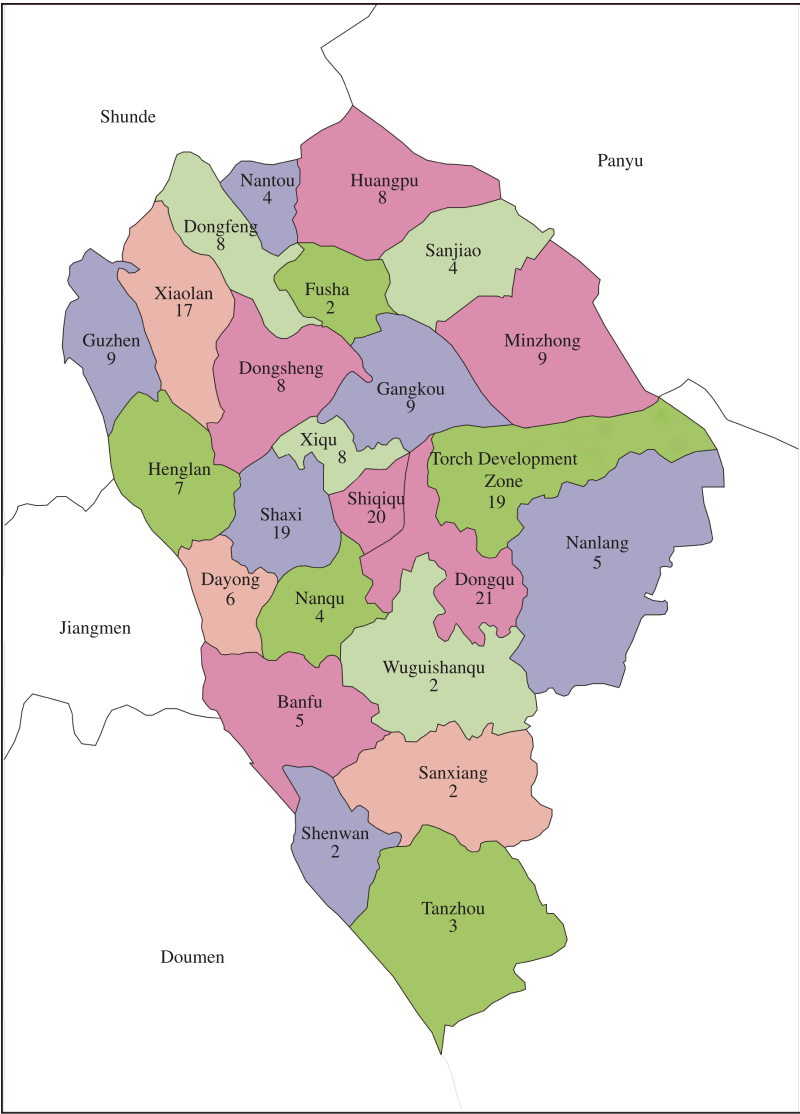 Shunde
Panyu
Nantou
4
Huangpu
8
Dongfeng
8
Sanjiao
4
Xiaolan
17
Fusha
2
Guzhen
9
Minzhong
9
Dongsheng
8
Gangkou
9
Xiqu
8
Henglan
7
Torch Development
Zone
19
Shiqiqu
20
Shaxi
19
Nanlang
5
Dayong
6
Nanqu
4
Dongqu
21
Jiangmen
Wuguishanqu
2
Banfu
5
Sanxiang
2
Shenwan
2
Tanzhou
3
Doumen